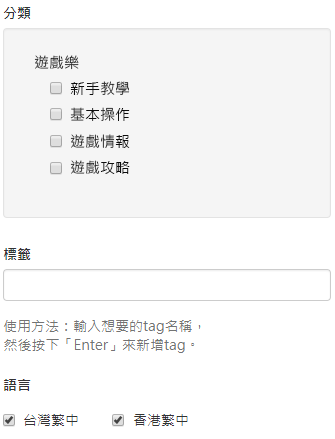 分類
遊戲樂
新手教學
基本操作
遊戲情報
遊戲攻略
標籤
使用方法：輸入想要的tag名稱，
然後按下「Enter」來新增tag。
語言
台灣繁中 香港繁中